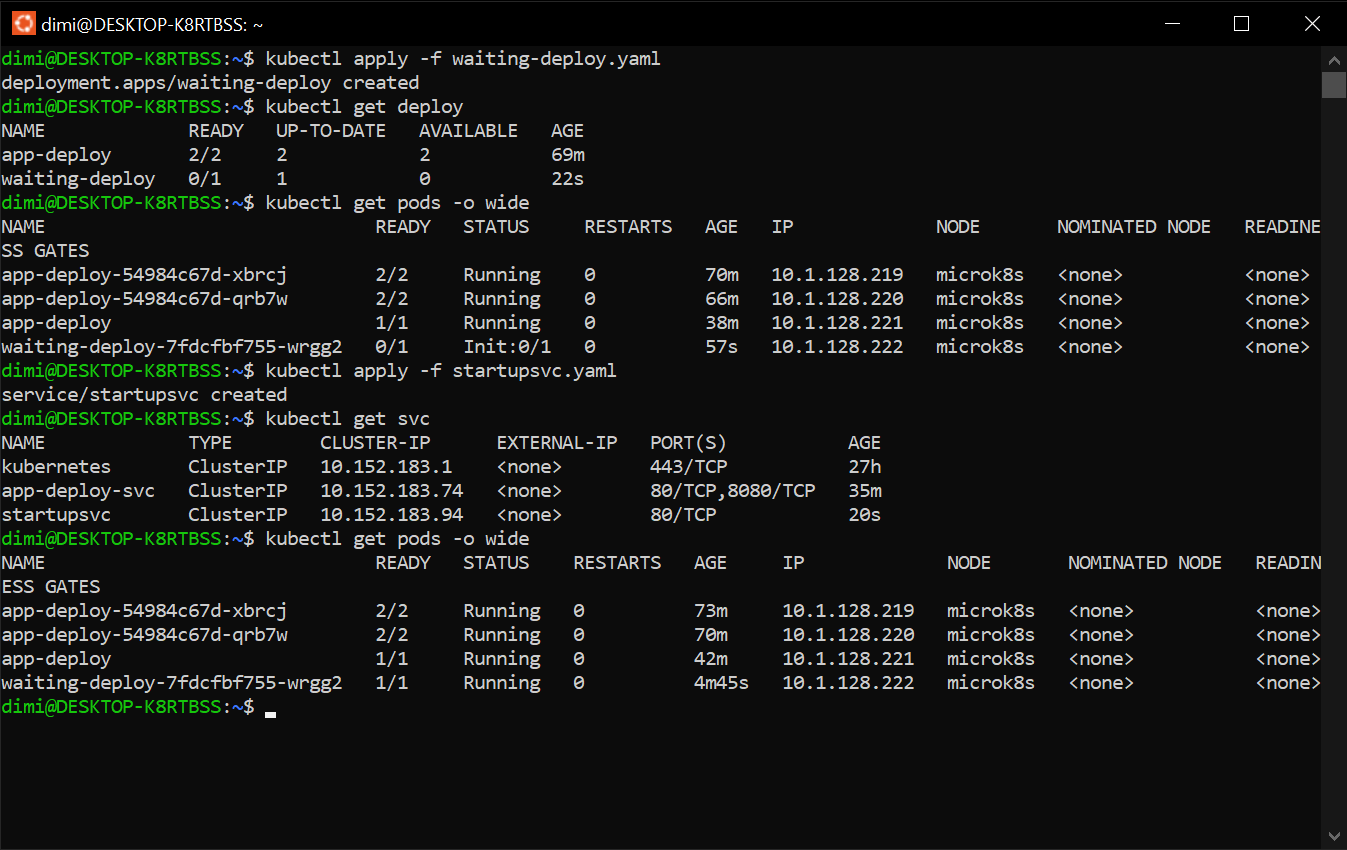 dimi@DESKTOP-K8RTBSS: ~
dimi@DESKTOP-K8RTBSS:~$ kubectl apply -f waiting-deploy.yaml
deployment.apps/waiting-deploy created
dimi@DESKTOP-K8RTBSS:~$ kubectl get deploy
NAME             READY   UP-TO-DATE   AVAILABLE   AGE
app-deploy       2/2     2            2           69m
waiting-deploy   0/1     1            0           22s
dimi@DESKTOP-K8RTBSS:~$ kubectl get pods -o wide
NAME                              READY   STATUS     RESTARTS   AGE   IP             NODE       NOMINATED NODE   READINE
SS GATES
app-deploy-54984c67d-xbrcj        2/2     Running    0          70m   10.1.128.219   microk8s   <none>           <none>
app-deploy-54984c67d-qrb7w        2/2     Running    0          66m   10.1.128.220   microk8s   <none>           <none>
app-deploy                        1/1     Running    0          38m   10.1.128.221   microk8s   <none>           <none>
waiting-deploy-7fdcfbf755-wrgg2   0/1     Init:0/1   0          57s   10.1.128.222   microk8s   <none>           <none>
dimi@DESKTOP-K8RTBSS:~$ kubectl apply -f startupsvc.yaml
service/startupsvc created
dimi@DESKTOP-K8RTBSS:~$ kubectl get svc
NAME             TYPE        CLUSTER-IP      EXTERNAL-IP   PORT(S)           AGE
kubernetes       ClusterIP   10.152.183.1    <none>        443/TCP           27h
app-deploy-svc   ClusterIP   10.152.183.74   <none>        80/TCP,8080/TCP   35m
startupsvc       ClusterIP   10.152.183.94   <none>        80/TCP            20s
dimi@DESKTOP-K8RTBSS:~$ kubectl get pods -o wide
NAME                              READY   STATUS    RESTARTS   AGE     IP             NODE       NOMINATED NODE   READIN
ESS GATES
app-deploy-54984c67d-xbrcj        2/2     Running   0          73m     10.1.128.219   microk8s   <none>           <none>
app-deploy-54984c67d-qrb7w        2/2     Running   0          70m     10.1.128.220   microk8s   <none>           <none>
app-deploy                        1/1     Running   0          42m     10.1.128.221   microk8s   <none>           <none>
waiting-deploy-7fdcfbf755-wrgg2   1/1     Running   0          4m45s   10.1.128.222   microk8s   <none>           <none>
dimi@DESKTOP-K8RTBSS:~$